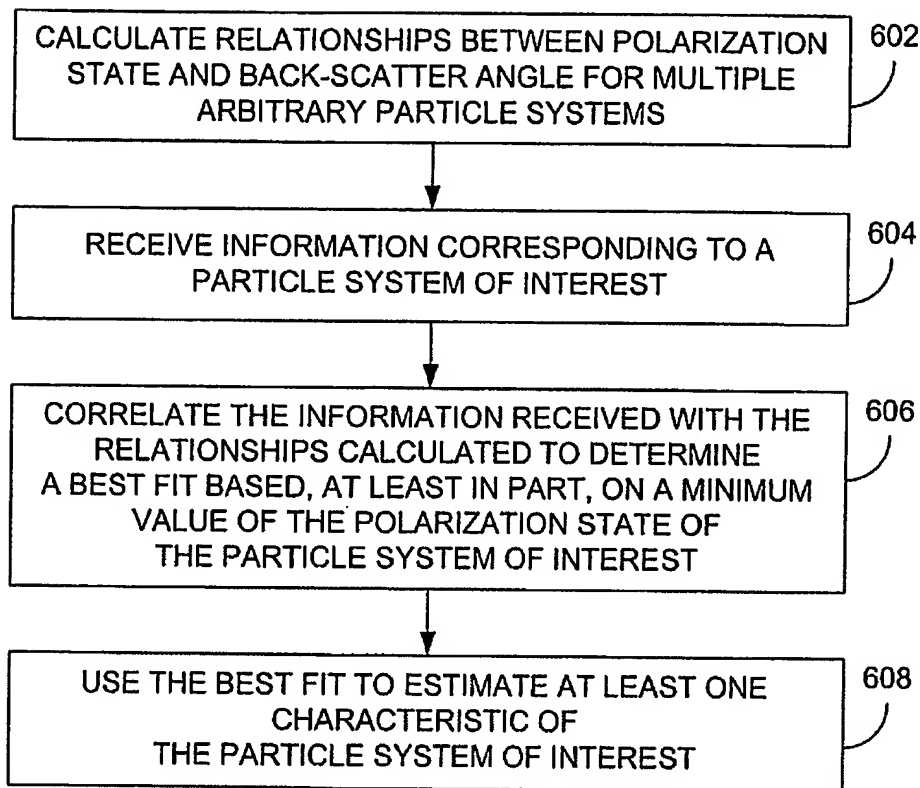 CALCULATE RELATIONSHIPS BETWEEN POLARIZATION
STATE AND BACK-SCATTER ANGLE FOR MULTIPLE
ARBITRARY PARTICLE SYSTEMS
602
RECEIVE INFORMATION CORRESPONDING TO A
PARTICLE SYSTEM OF INTEREST
604
CORRELATE THE INFORMATION RECEIVED WITH THE
RELATIONSHIPS CALCULATED TO DETERMINE
A BEST FIT BASED, AT LEAST IN PART, ON A MINIMUM
VALUE OF THE POLARIZATION STATE OF
THE PARTICLE SYSTEM OF INTEREST
606
USE THE BEST FIT TO ESTIMATE AT LEAST ONE
CHARACTERISTIC OF
THE PARTICLE SYSTEM OF INTEREST
608